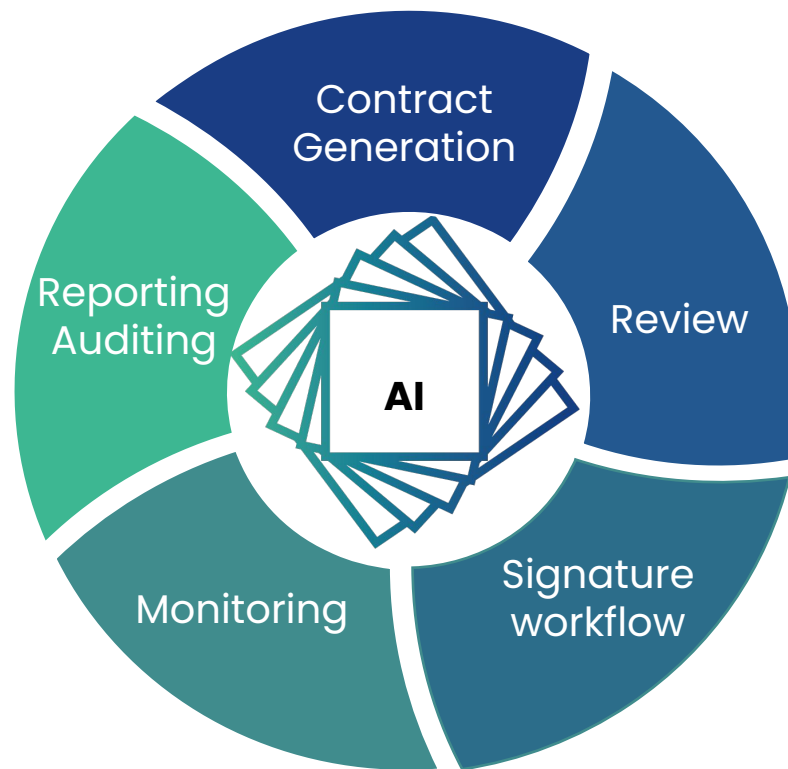 Contract
Generation
Review
Signature
workflow
Monitoring
Reporting
Auditing
AI